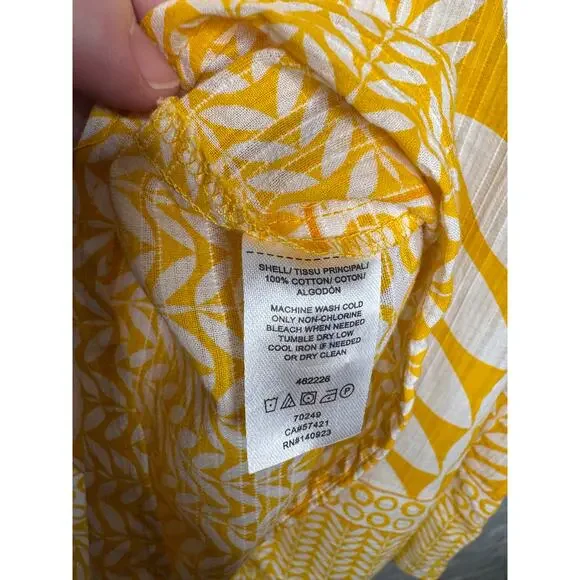 SHELL/ TISSU PRINCIPAL/
100% COTTON/ COTON/
ALGODÓN
MACHINE WASH COLD
ONLY NON-CHLORINE
BLEACH WHEN NEEDED
TUMBLE DRY LOW
COOL IRON IF NEEDED
OR DRY CLEAN
462226
70249
CA#57421
RN#140923